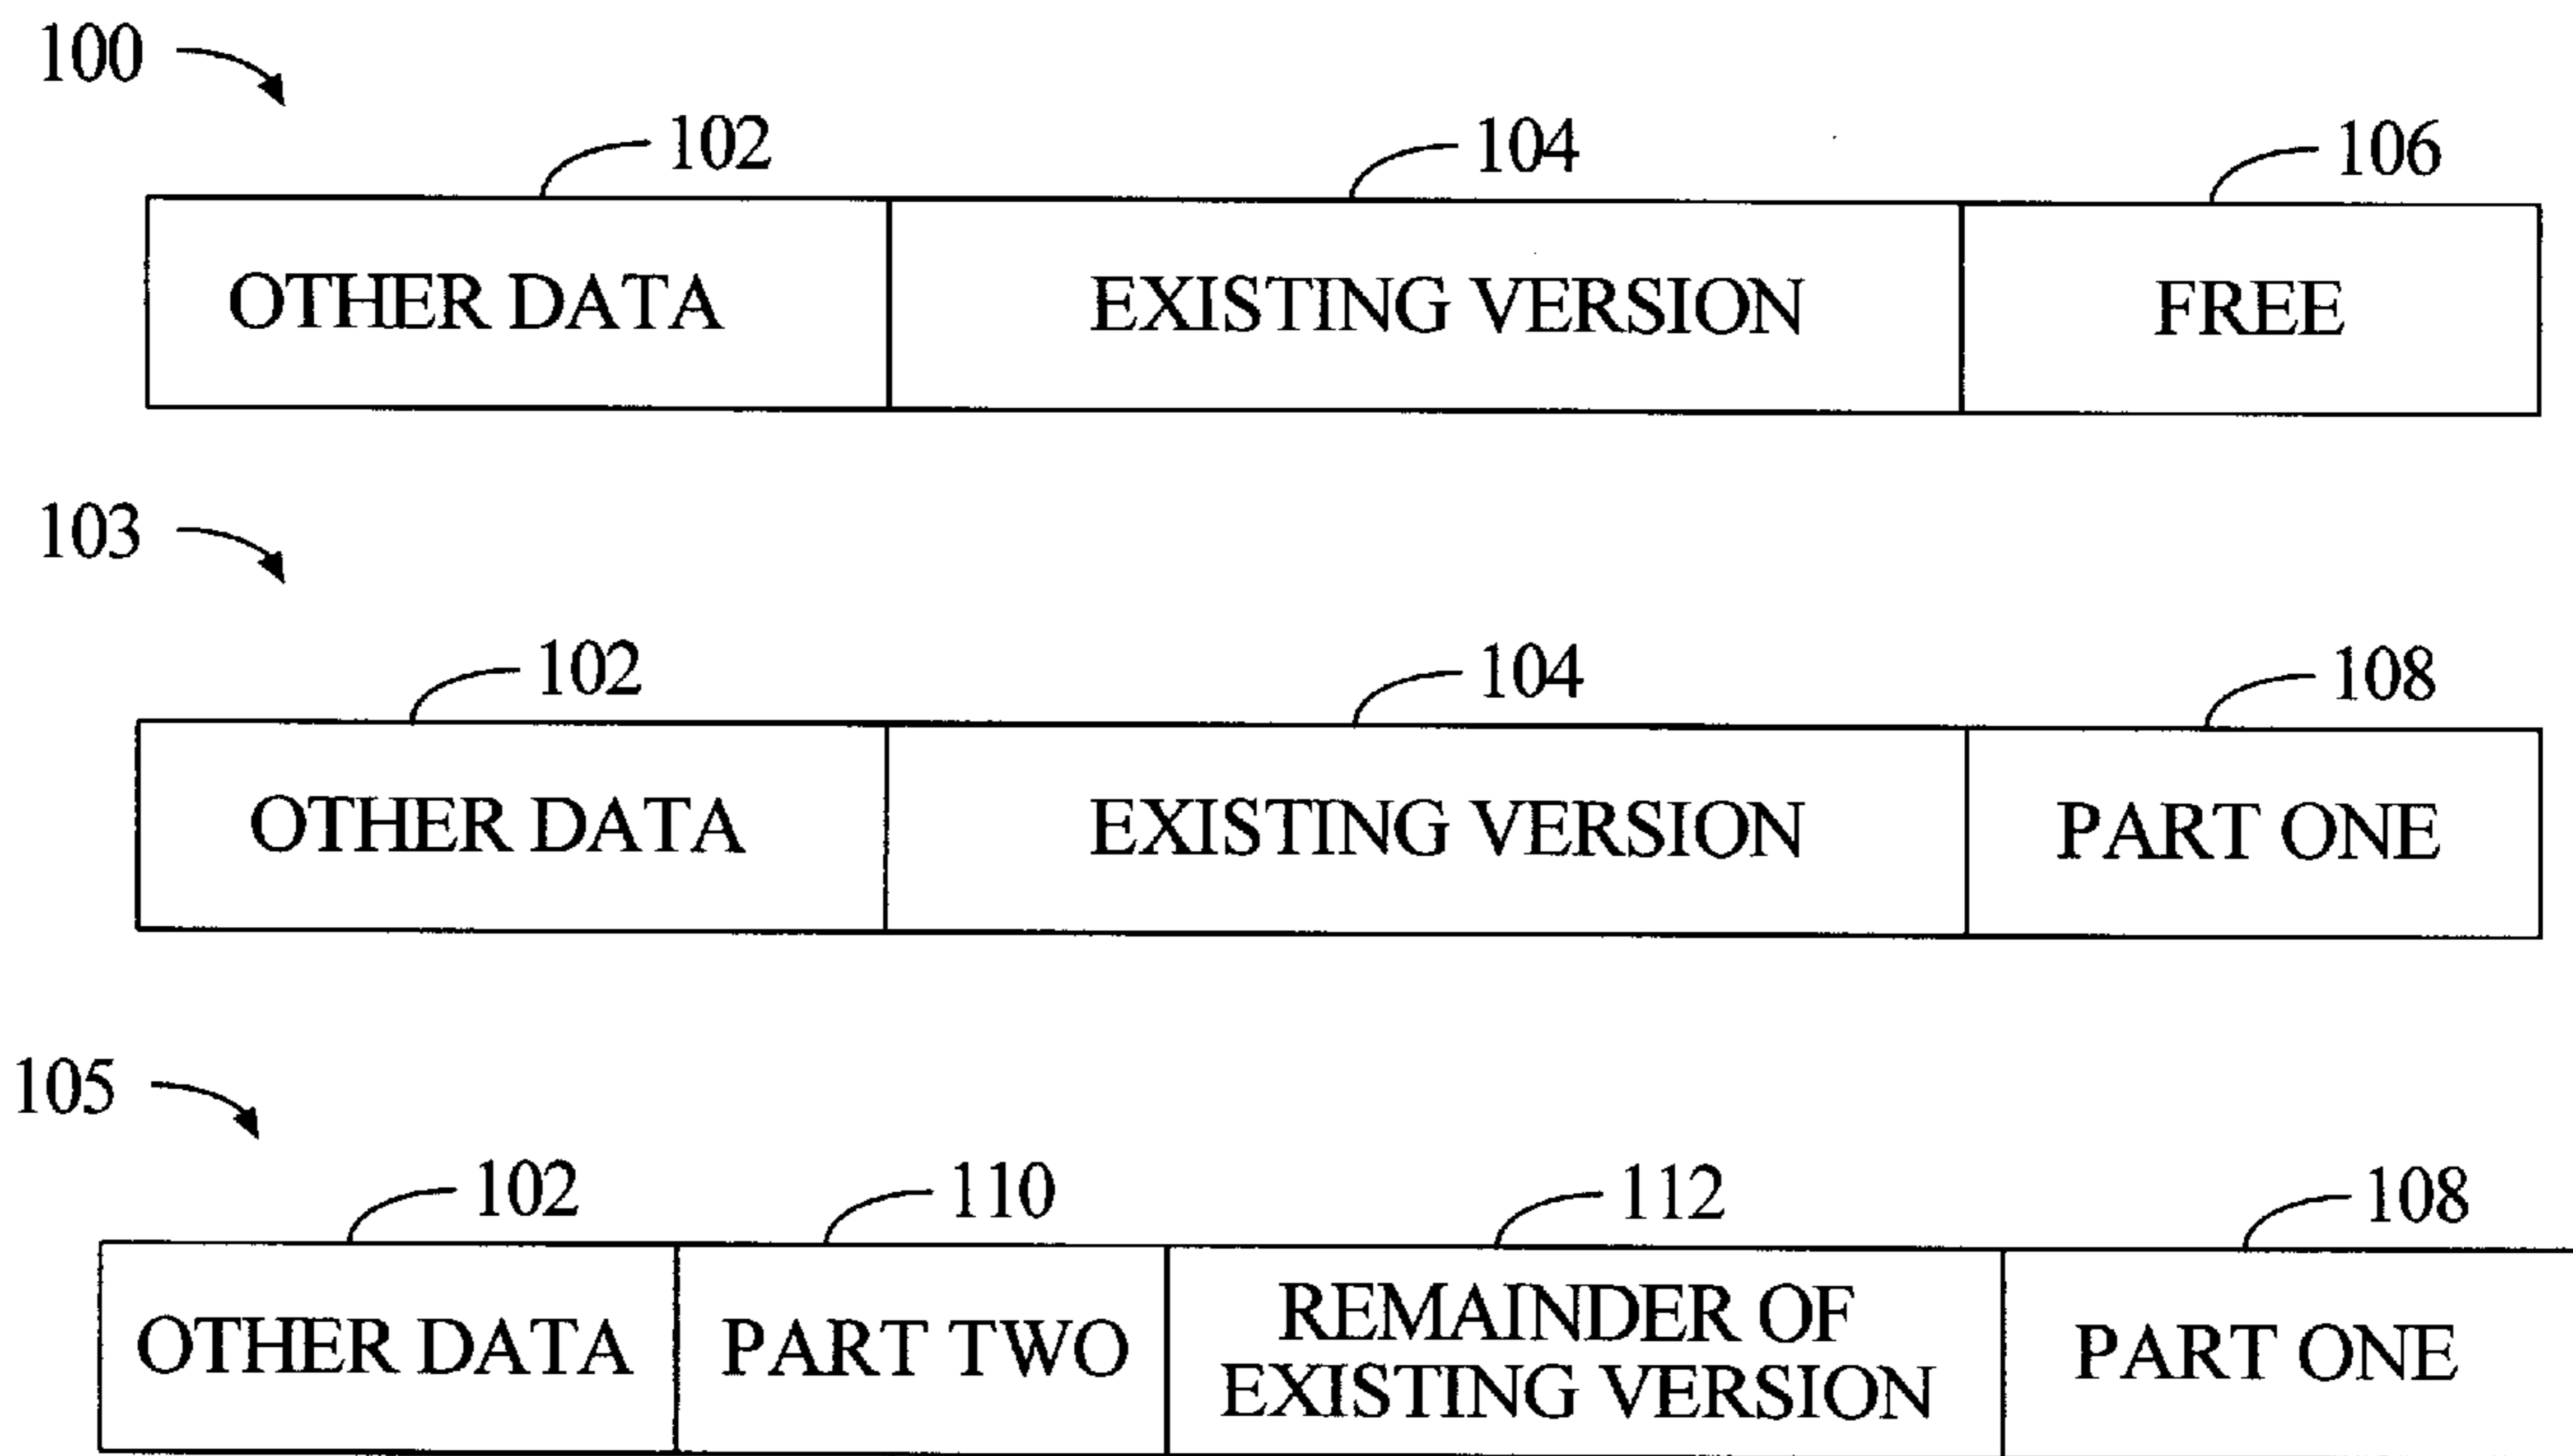 100
102 104 106
OTHER DATA EXISTING VERSION FREE
103
102 104 108
OTHER DATA EXISTING VERSION PART ONE
105
102 110 112 108
OTHER DATA PART TWO REMAINDER OF EXISTING VERSION PART ONE